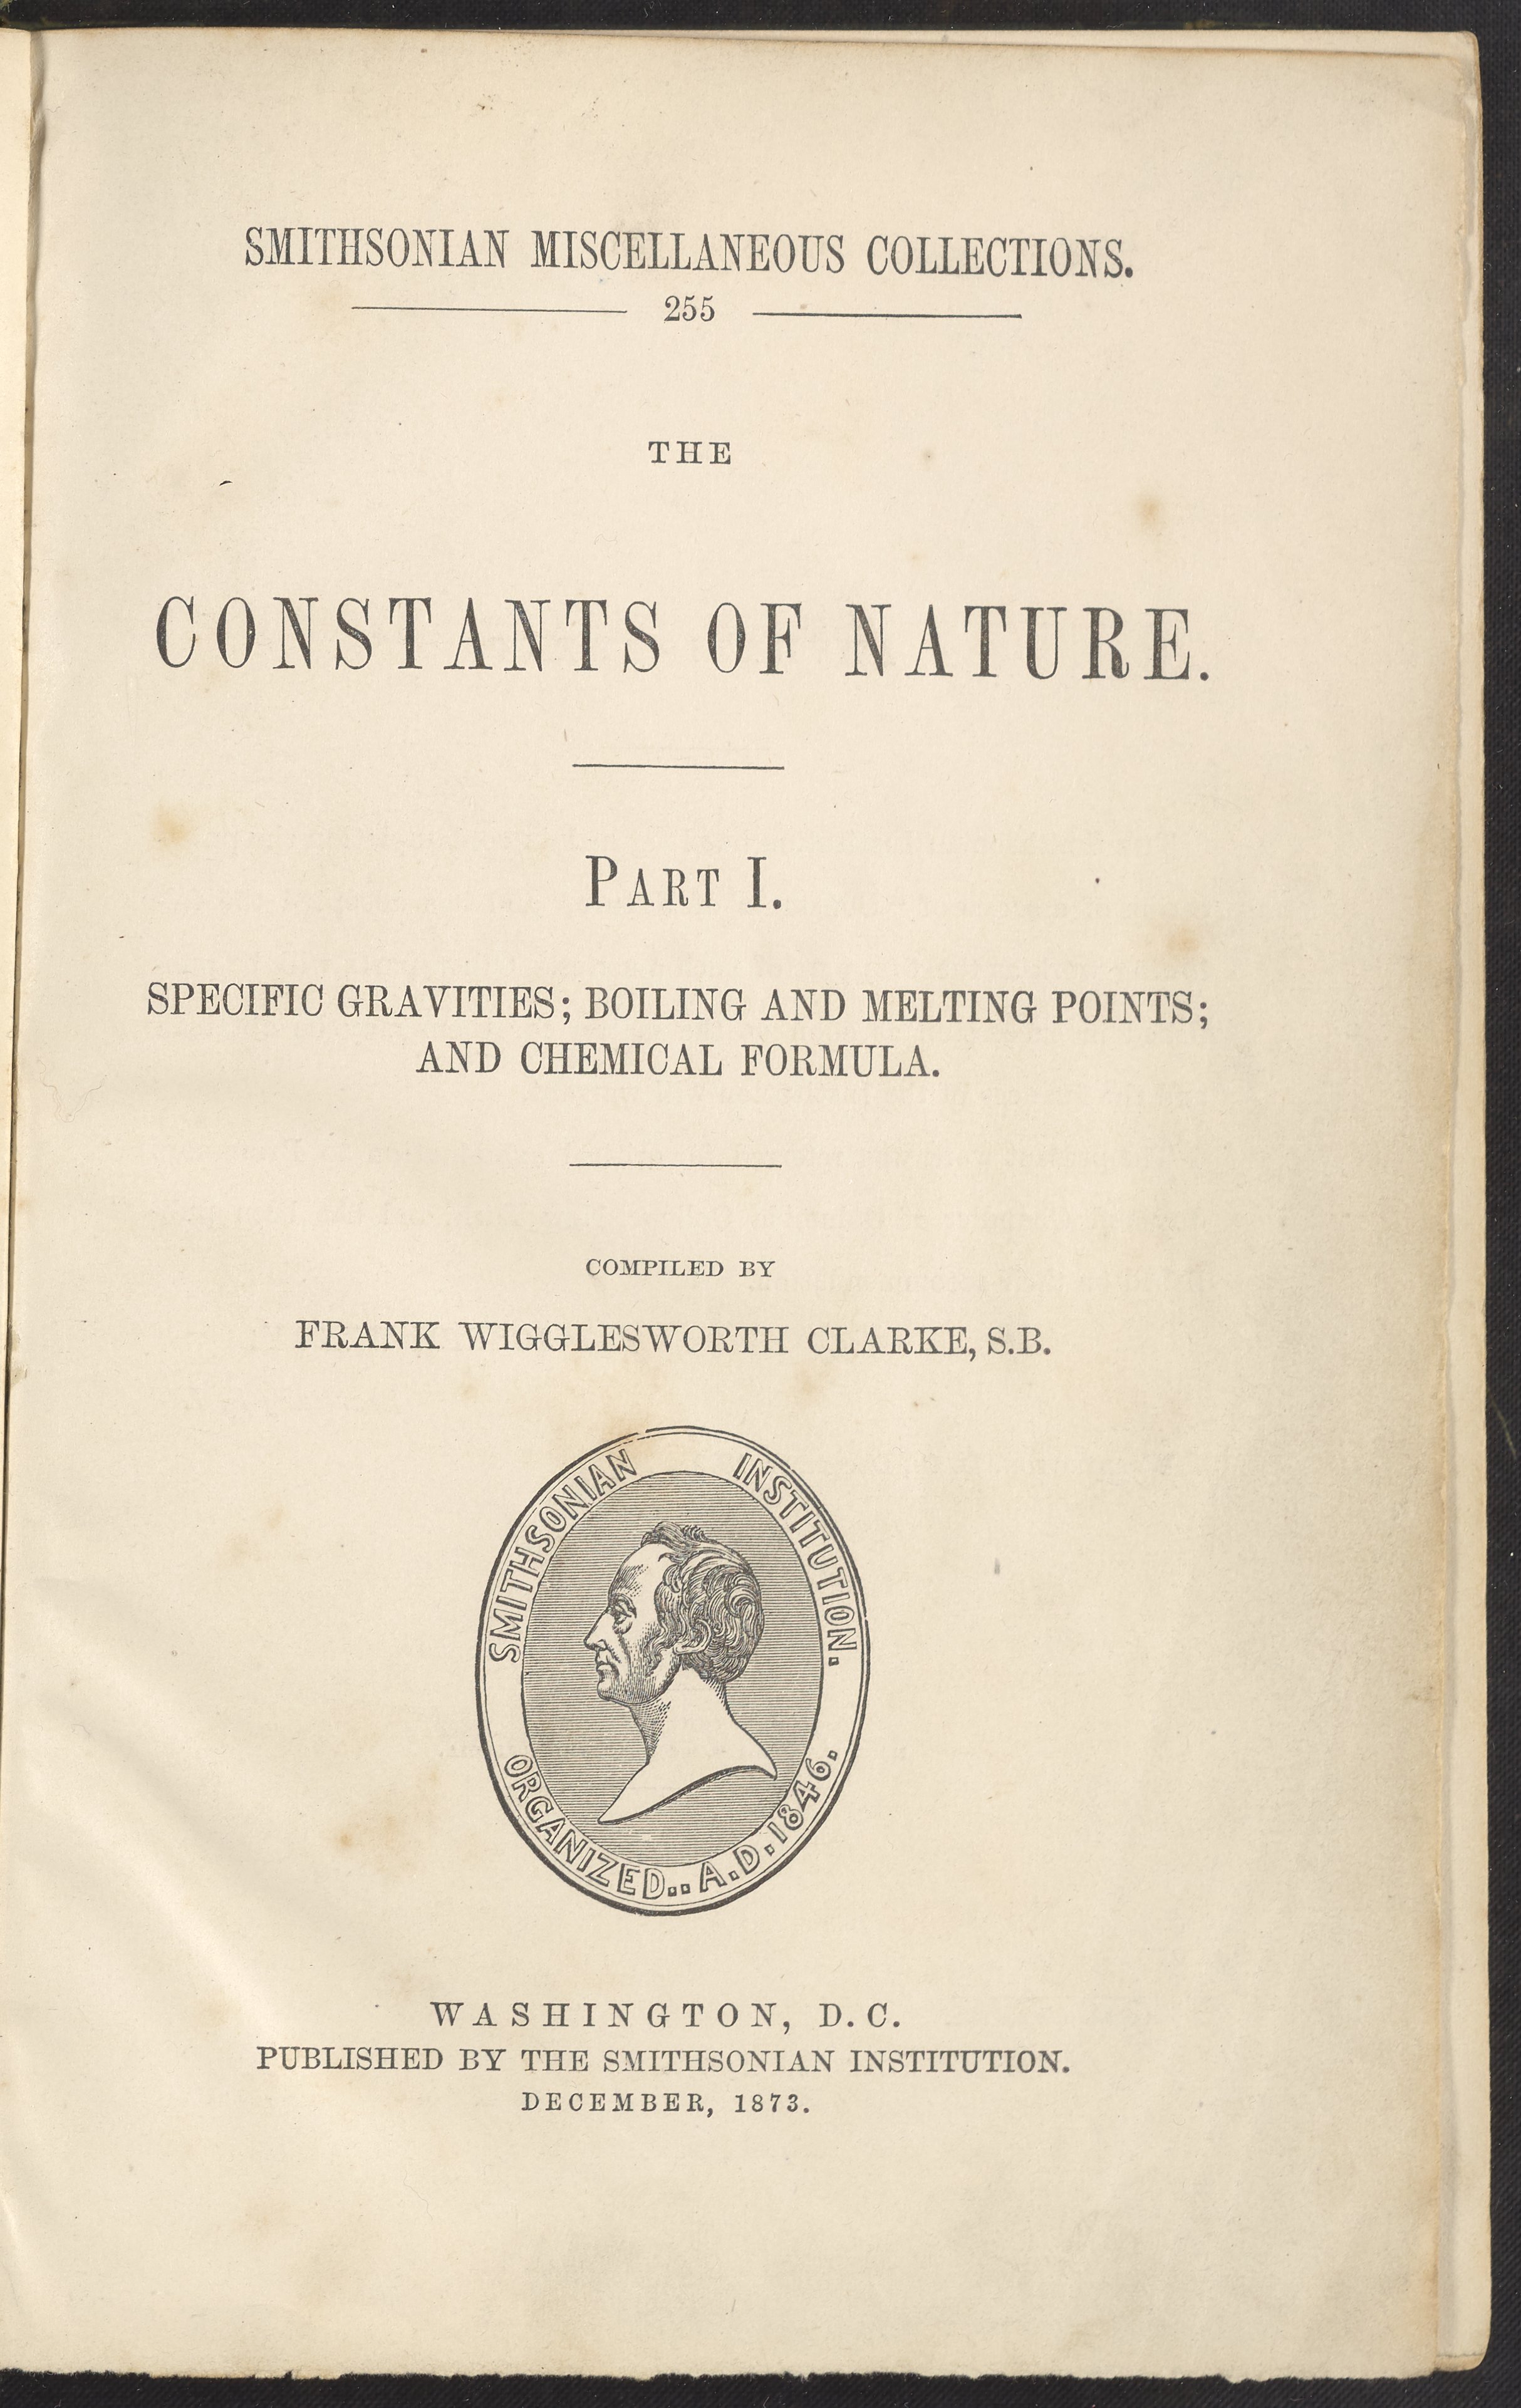 SMITHSONIAN MISCELLANEOUS COLLECTIONS.
255
THE
CONSTANTS OF NATURE.
PART I.
SPECIFIC GRAVITIES; BOILING AND MELTING POINTS;
AND CHEMICAL FORMULA.
COMPILED BY
FRANK WIGGLESWORTH CLARKE, S.B.
SMITHSONIAN INSTITUTION.
ORGANIZED.. A.D. 1846.
WASHINGTON, D.C.
PUBLISHED BY THE SMITHSONIAN INSTITUTION.
DECEMBER, 1873.